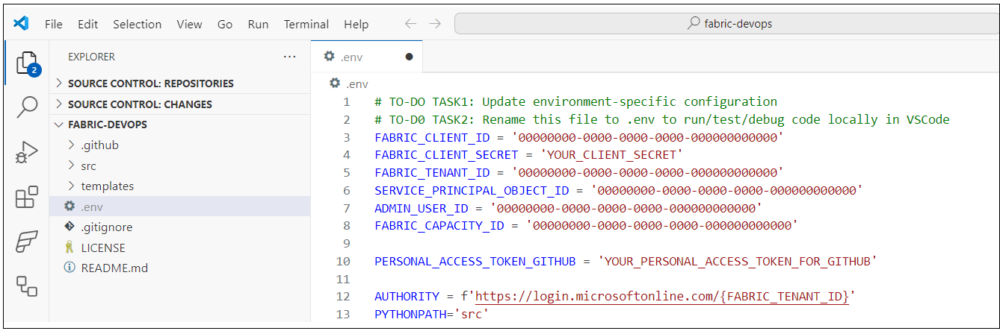 File Edit Selection View Go Run Terminal Help fabric-devops
EXPLORER ···
2
SOURCE CONTROL: REPOSITORIES
SOURCE CONTROL: CHANGES
FABRIC-DEVOPS
.github
src
templates
.env
.gitignore
LICENSE
README.md
.env
.env
1 # TO-DO TASK1: Update environment-specific configuration
2 # TO-D0 TASK2: Rename this file to .env to run/test/debug code locally in VSCode
3 FABRIC_CLIENT_ID = '00000000-0000-0000-0000-000000000000'
4 FABRIC_CLIENT_SECRET = 'YOUR_CLIENT_SECRET'
5 FABRIC_TENANT_ID = '00000000-0000-0000-0000-000000000000'
6 SERVICE_PRINCIPAL_OBJECT_ID = '00000000-0000-0000-0000-000000000000'
7 ADMIN_USER_ID = '00000000-0000-0000-0000-000000000000'
8 FABRIC_CAPACITY_ID = '00000000-0000-0000-0000-000000000000'
9
10 PERSONAL_ACCESS_TOKEN_GITHUB = 'YOUR_PERSONAL_ACCESS_TOKEN_FOR_GITHUB'
11
12 AUTHORITY = f'https://login.microsoftonline.com/{FABRIC_TENANT_ID}'
13 PYTHONPATH='src'